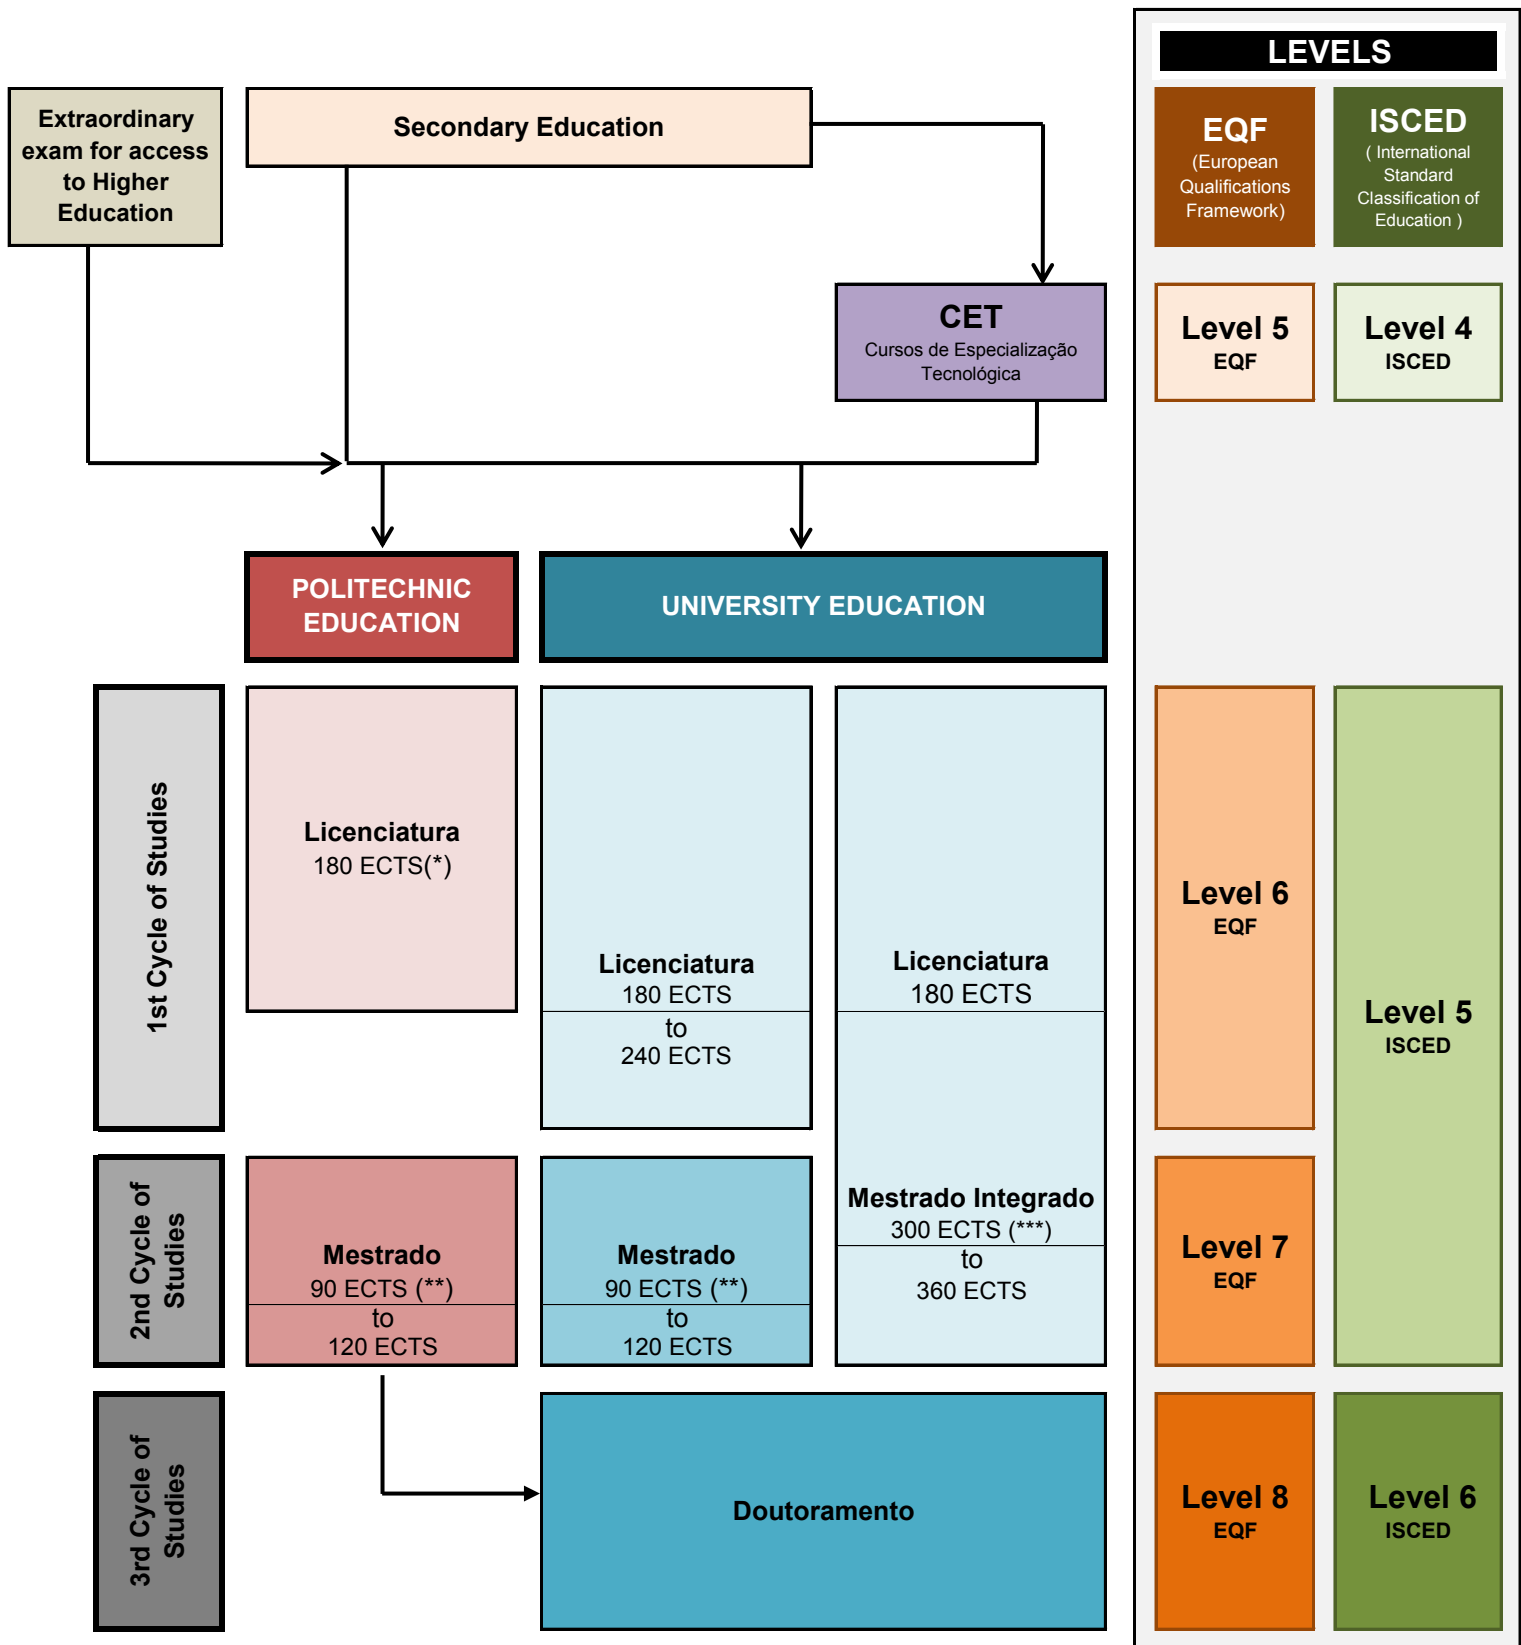 LEVELS
Extraordinary
exam for access
to Higher
Education
Secondary Education
EQF
(European
Qualifications
Framework)
ISCED
( International
Standard
Classification of
Education )
CET
Cursos de Especialização
Tecnológica
Level 5
EQF
Level 4
ISCED
POLITECHNIC
EDUCATION
UNIVERSITY EDUCATION
1st Cycle of Studies
Licenciatura
180 ECTS(*)
Licenciatura
180 ECTS
to
240 ECTS
Licenciatura
180 ECTS
Level 6
EQF
Level 5
ISCED
2nd Cycle of
Studies
Mestrado
90 ECTS (**)
to
120 ECTS
Mestrado
90 ECTS (**)
to
120 ECTS
Mestrado Integrado
300 ECTS (***)
to
360 ECTS
Level 7
EQF
3rd Cycle of
Studies
Doutoramento
Level 8
EQF
Level 6
ISCED